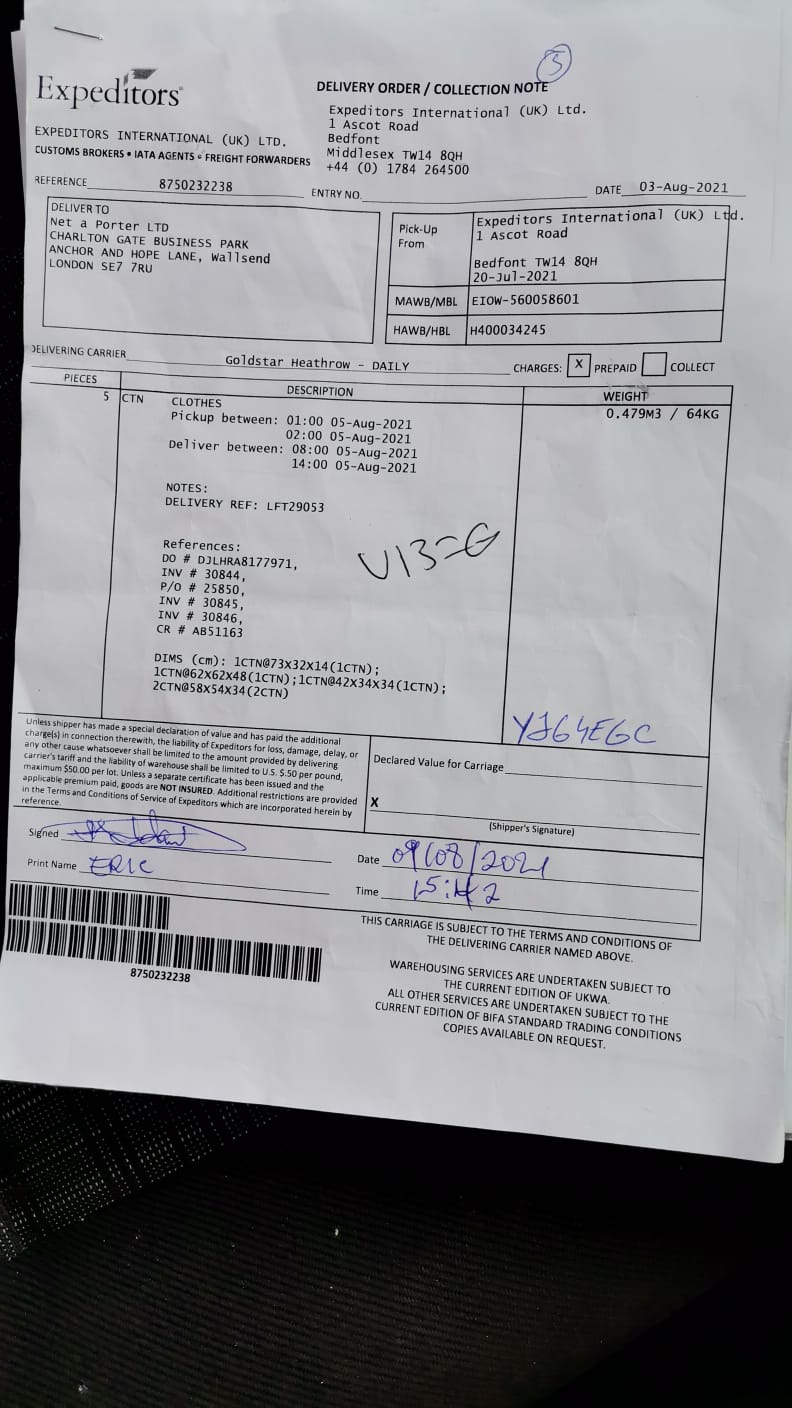 5
Expeditors
DELIVERY ORDER / COLLECTION NOTE
Expeditors International (UK) Ltd.
1 Ascot Road
Bedfont
Middlesex TW14 8QH
+44 (0) 1784 264500
EXPEDITORS INTERNATIONAL (UK) LTD.
CUSTOMS BROKERS • IATA AGENTS • FREIGHT FORWARDERS
REFERENCE 8750232238
ENTRY NO.
DATE 03-Aug-2021
DELIVER TO
Net a Porter LTD
CHARLTON GATE BUSINESS PARK
ANCHOR AND HOPE LANE, Wallsend
LONDON SE7 7RU
Pick-Up
From
Expeditors International (UK) Ltd.
1 Ascot Road
Bedfont TW14 8QH
20-Jul-2021
MAWB/MBL EIOW-560058601
HAWB/HBL H400034245
DELIVERING CARRIER Goldstar Heathrow - DAILY
CHARGES: X PREPAID COLLECT
PIECES DESCRIPTION WEIGHT
5 CTN CLOTHES 0.479M3 / 64KG
Pickup between: 01:00 05-Aug-2021
02:00 05-Aug-2021
Deliver between: 08:00 05-Aug-2021
14:00 05-Aug-2021
NOTES:
DELIVERY REF: LFT29053
References:
DO # DJLHRA8177971,
INV # 30844,
P/O # 25850,
INV # 30845,
INV # 30846,
CR # AB51163
DIMS (cm): 1CTN@73X32X14(1CTN);
1CTN@62X62X48(1CTN);1CTN@42X34X34(1CTN);
2CTN@58X54X34(2CTN)
YJ64EGC
Unless shipper has made a special declaration of value and has paid the additional
charge(s) in connection therewith, the liability of Expeditors for loss, damage, delay, or
any other cause whatsoever shall be limited to the amount provided by delivering
carrier's tariff and the liability of warehouse shall be limited to U.S. $.50 per pound,
maximum $50.00 per lot. Unless a separate certificate has been issued and the
applicable premium paid, goods are NOT INSURED. Additional restrictions are provided
in the Terms and Conditions of Service of Expeditors which are incorporated herein by
reference.
Declared Value for Carriage
X
(Shipper's Signature)
Signed
Print Name ERIC
Date 09/08/2021
Time 15:42
8750232238
THIS CARRIAGE IS SUBJECT TO THE TERMS AND CONDITIONS OF
THE DELIVERING CARRIER NAMED ABOVE.
WAREHOUSING SERVICES ARE UNDERTAKEN SUBJECT TO
THE CURRENT EDITION OF UKWA.
ALL OTHER SERVICES ARE UNDERTAKEN SUBJECT TO THE
CURRENT EDITION OF BIFA STANDARD TRADING CONDITIONS
COPIES AVAILABLE ON REQUEST.